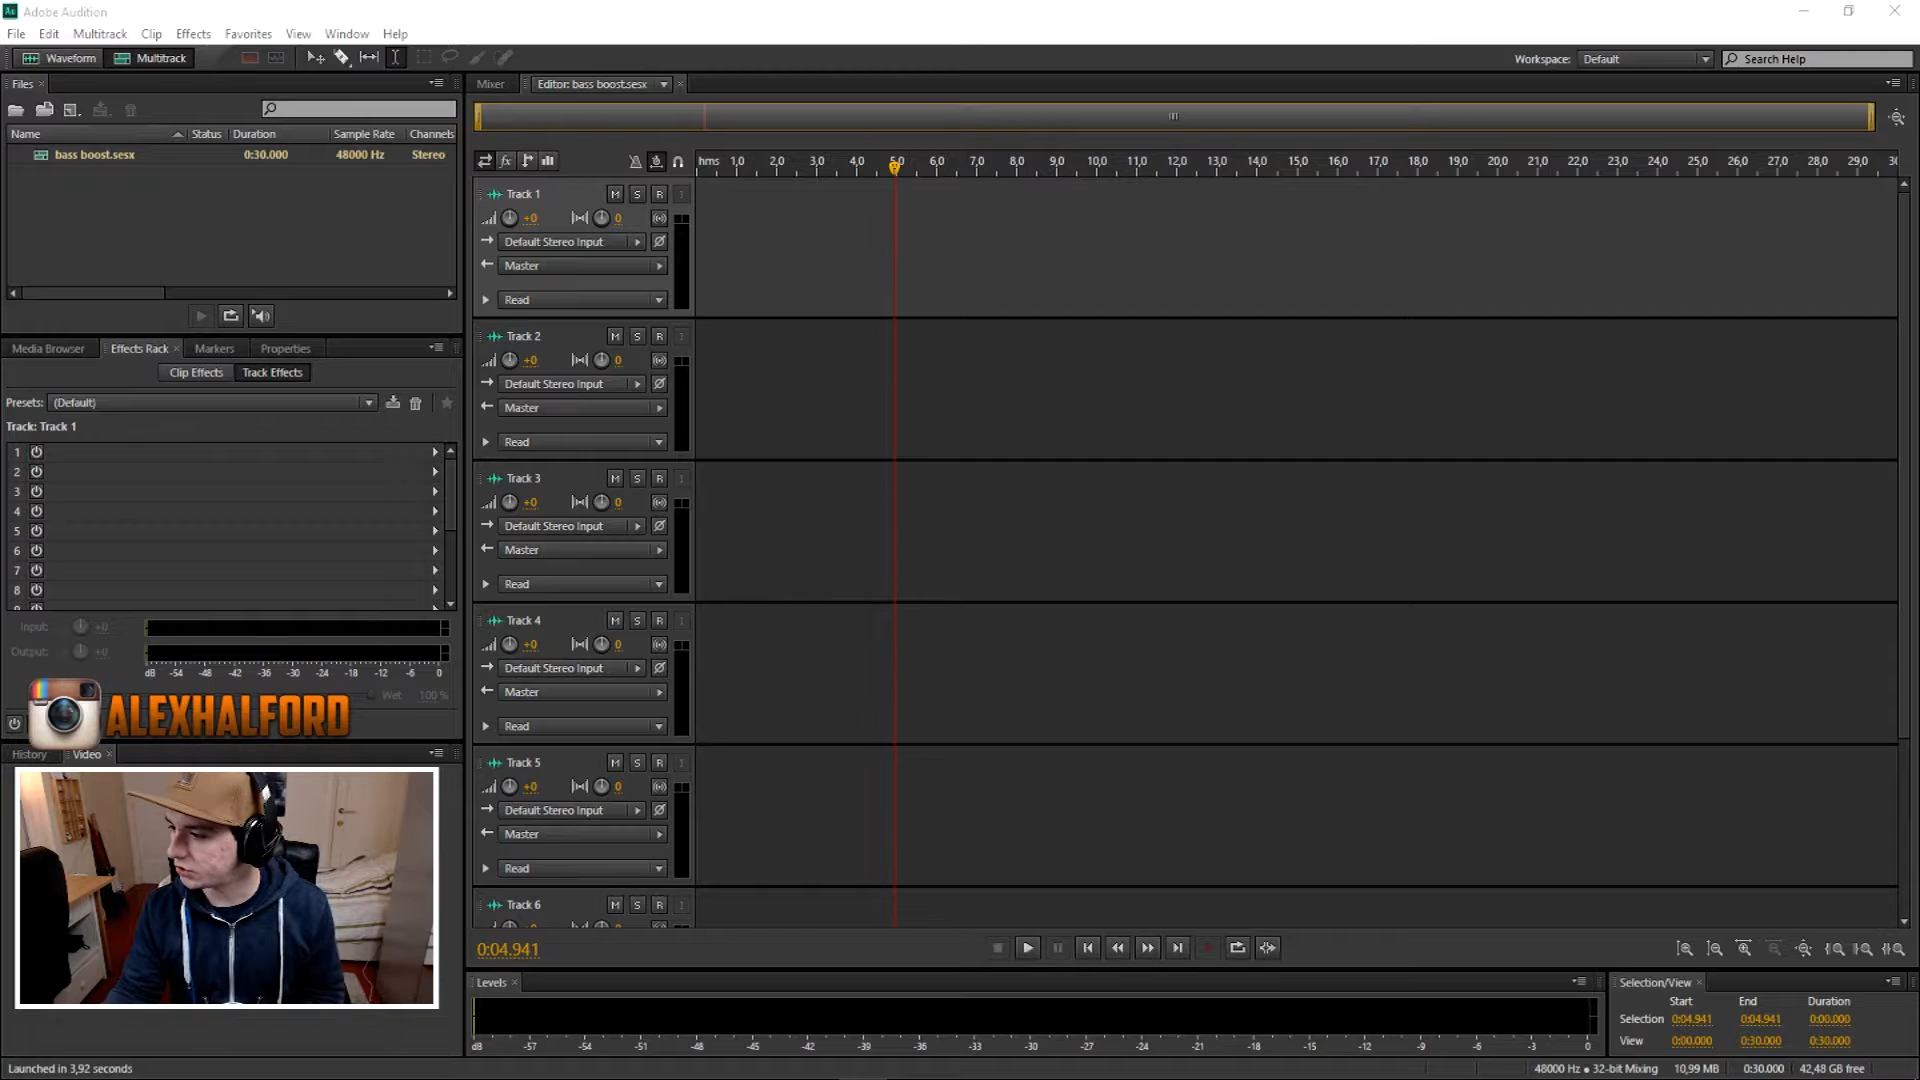 Adobe Audition
File Edit Multitrack Clip Effects Favorites View Window Help
Waveform Multitrack Workspace: Default Search Help
Files
Name Status Duration Sample Rate Channels
bass boost.sesx 0:30.000 48000 Hz Stereo
Media Browser Effects Rack Markers Properties
Clip Effects Track Effects
Presets: (Default)
Track: Track 1
1
2
3
4
5
6
7
8
Input: +0
Output: +0
dB -54 -48 -42 -36 -30 -24 -18 -12 -6 0
Wet: 100 %
ALEXHALFORD
History Video
Mixer Editor: bass boost.sesx
fx hms 1,0 2,0 3,0 4,0 5,0 6,0 7,0 8,0 9,0 10,0 11,0 12,0 13,0 14,0 15,0 16,0 17,0 18,0 19,0 20,0 21,0 22,0 23,0 24,0 25,0 26,0 27,0 28,0 29,0 30
Track 1 M S R I
+0 0
Default Stereo Input
Master
Read
Track 2 M S R I
+0 0
Default Stereo Input
Master
Read
Track 3 M S R I
+0 0
Default Stereo Input
Master
Read
Track 4 M S R I
+0 0
Default Stereo Input
Master
Read
Track 5 M S R I
+0 0
Default Stereo Input
Master
Read
Track 6 M S R I
0:04.941
Levels
dB -57 -54 -51 -48 -45 -42 -39 -36 -33 -30 -27 -24 -21 -18 -15 -12 -9 -6 -3 0
Selection/View
Start End Duration
Selection 0:04.941 0:04.941 0:00.000
View 0:00.000 0:30.000 0:30.000
Launched in 3,92 seconds
48000 Hz ● 32-bit Mixing 10,99 MB 0:30.000 42,48 GB free